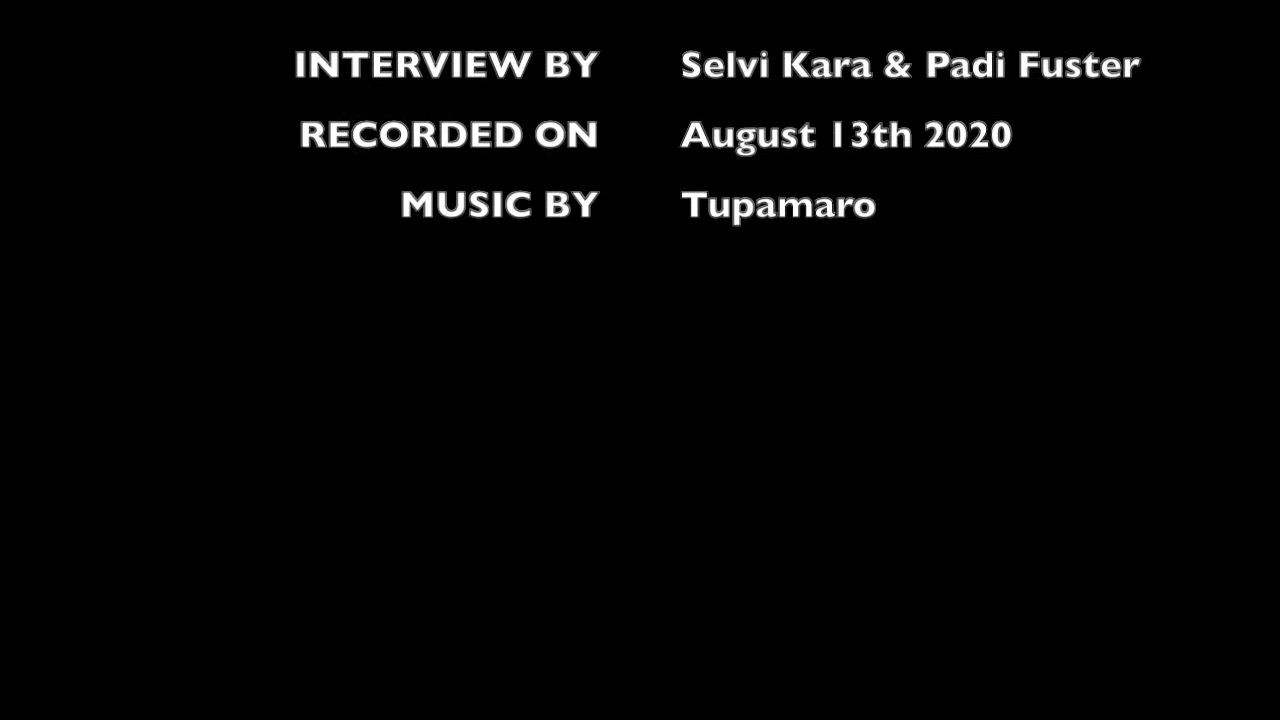 INTERVIEW BY Selvi Kara & Padi Fuster
RECORDED ON August 13th 2020
MUSIC BY Tupamaro